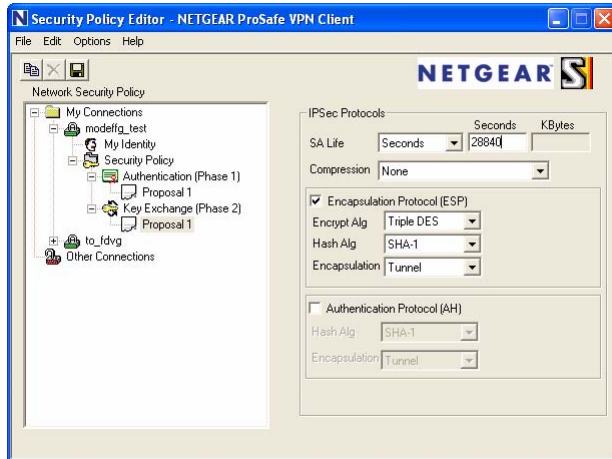 Security Policy Editor - NETGEAR ProSafe VPN Client
File Edit Options Help
NETGEAR
Network Security Policy
My Connections
modeffg_test
My Identity
Security Policy
Authentication (Phase 1)
Proposal 1
Key Exchange (Phase 2)
Proposal 1
to_fdvg
Other Connections
IPSec Protocols
Seconds KBytes
SA Life Seconds 28840
Compression None
Encapsulation Protocol (ESP)
Encrypt Alg Triple DES
Hash Alg SHA-1
Encapsulation Tunnel
Authentication Protocol (AH)
Hash Alg SHA-1
Encapsulation Tunnel